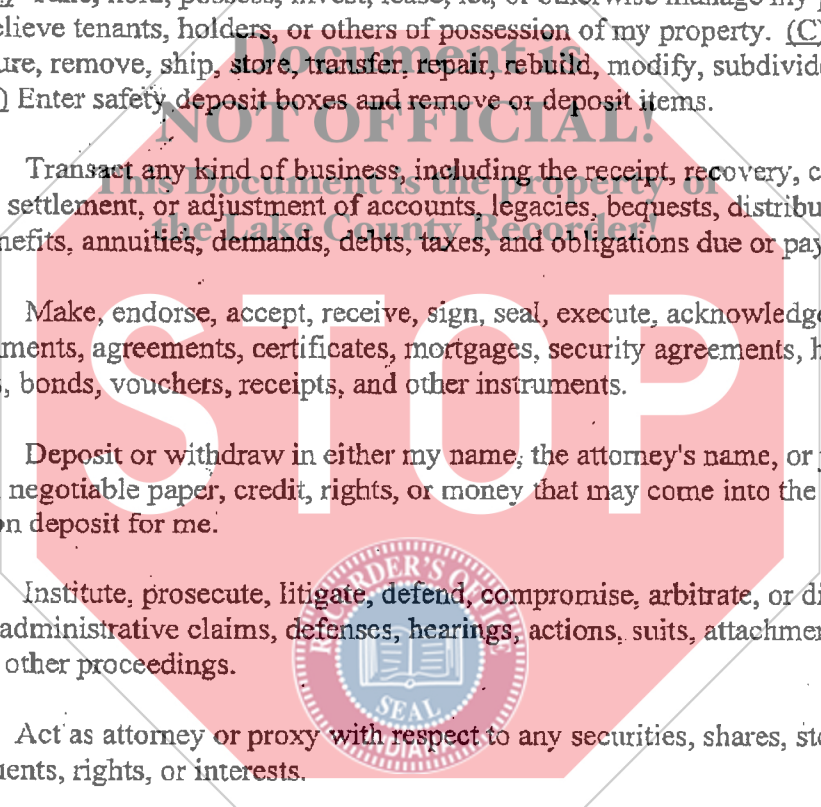 hold, possess, invest, lease, let, or otherwise manage my
elieve tenants, holders, or others of possession of my property. (C)
ure, remove, ship, store, transfer, repair, rebuild, modify, subdivid
) Enter safety deposit boxes and remove or deposit items.
Document is
NOT OFFICIAL!
This Document is the property of
the Lake County Recorder!
Transact any kind of business, including the receipt, recovery, c
settlement, or adjustment of accounts, legacies, bequests, distribu
nefits, annuities, demands, debts, taxes, and obligations due or pay
STOP
Make, endorse, accept, receive, sign, seal, execute, acknowledge
ments, agreements, certificates, mortgages, security agreements, h
, bonds, vouchers, receipts, and other instruments.
Deposit or withdraw in either my name, the attorney's name, or j
negotiable paper, credit, rights, or money that may come into the
on deposit for me.
Institute, prosecute, litigate, defend, compromise, arbitrate, or di
administrative claims, defenses, hearings, actions, suits, attachmen
other proceedings.
RECORDER'S OFFICE
SEAL
INDIANA
Act as attorney or proxy with respect to any securities, shares, sto
uents, rights, or interests.